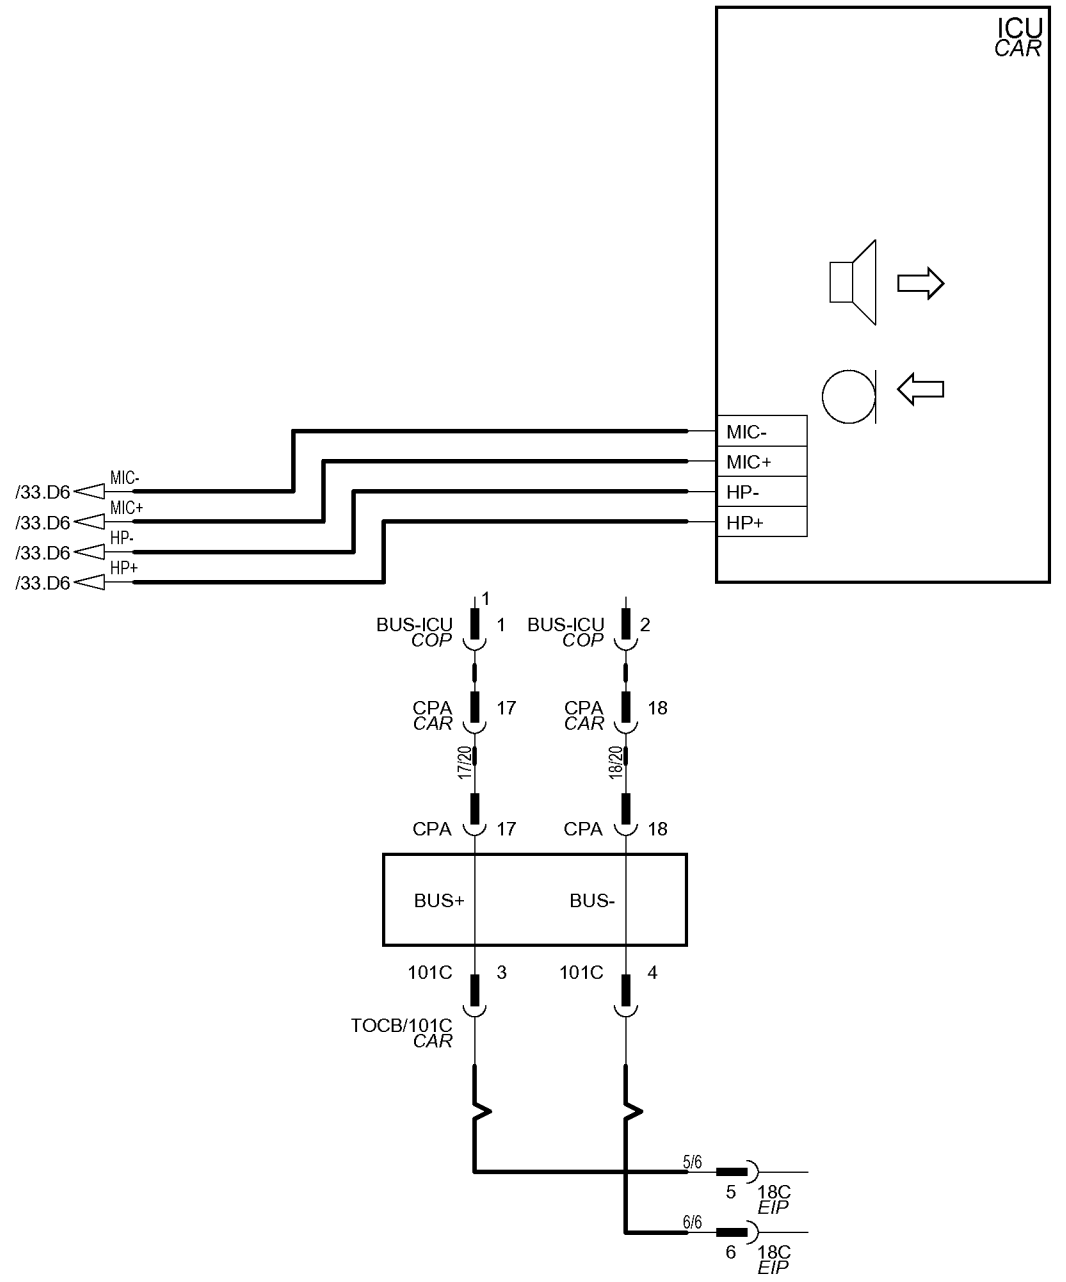 ICU
CAR
MIC-
MIC+
HP-
HP+
MIC-
/33.D6
MIC+
/33.D6
HP-
/33.D6
HP+
/33.D6
1
BUS-ICU 1 BUS-ICU 2
COP COP
CPA 17 CPA 18
CAR CAR
17/20 18/20
CPA 17 CPA 18
BUS+ BUS-
101C 3 101C 4
TOCB/101C
CAR
5/6
5 18C
EIP
6/6
6 18C
EIP